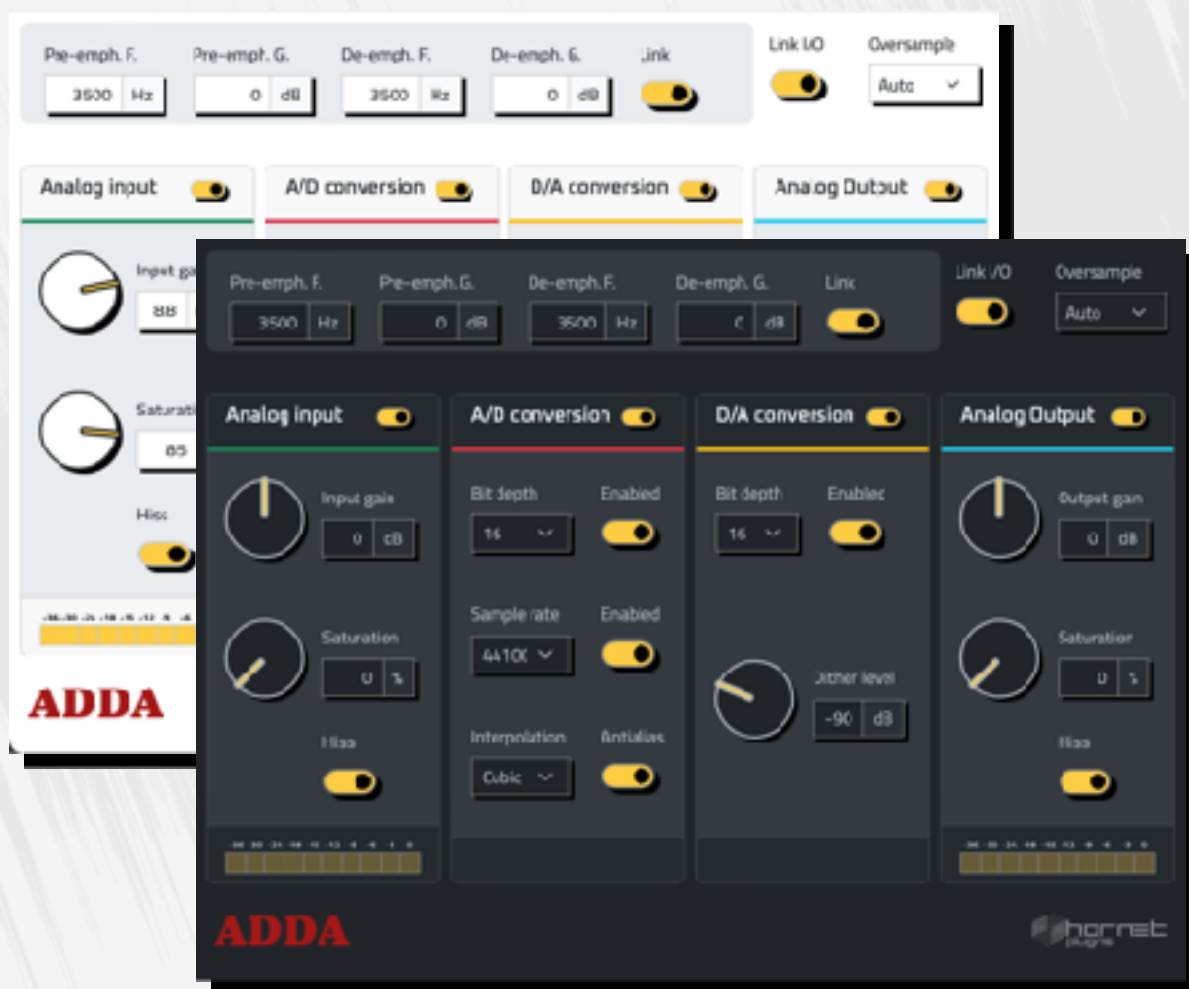 Pre-emph. F. Pre-emph. G. De-emph. F. De-emph. G. Link Link I/O Oversample
3500 Hz 0 dB 3500 Hz 0 dB Auto
Analog input A/D conversion D/A conversion Analog Output
Input ga
88
Saturati
85
Hiss
ADDA
Pre-emph. F. Pre-emph. G. De-emph. F. De-emph. G. Link Link I/O Oversample
3500 Hz 0 dB 3500 Hz 0 dB Auto
Analog input A/D conversion D/A conversion Analog Output
Input gain Bit depth Enabled Bit depth Enabled Output gain
0 dB 16 16 0 dB
Sample rate Enabled
Saturation 44100 Dither level Saturation
0 % -90 dB 0 %
Hiss Interpolation Antialias Hiss
Cubic
ADDA hornet
plugins